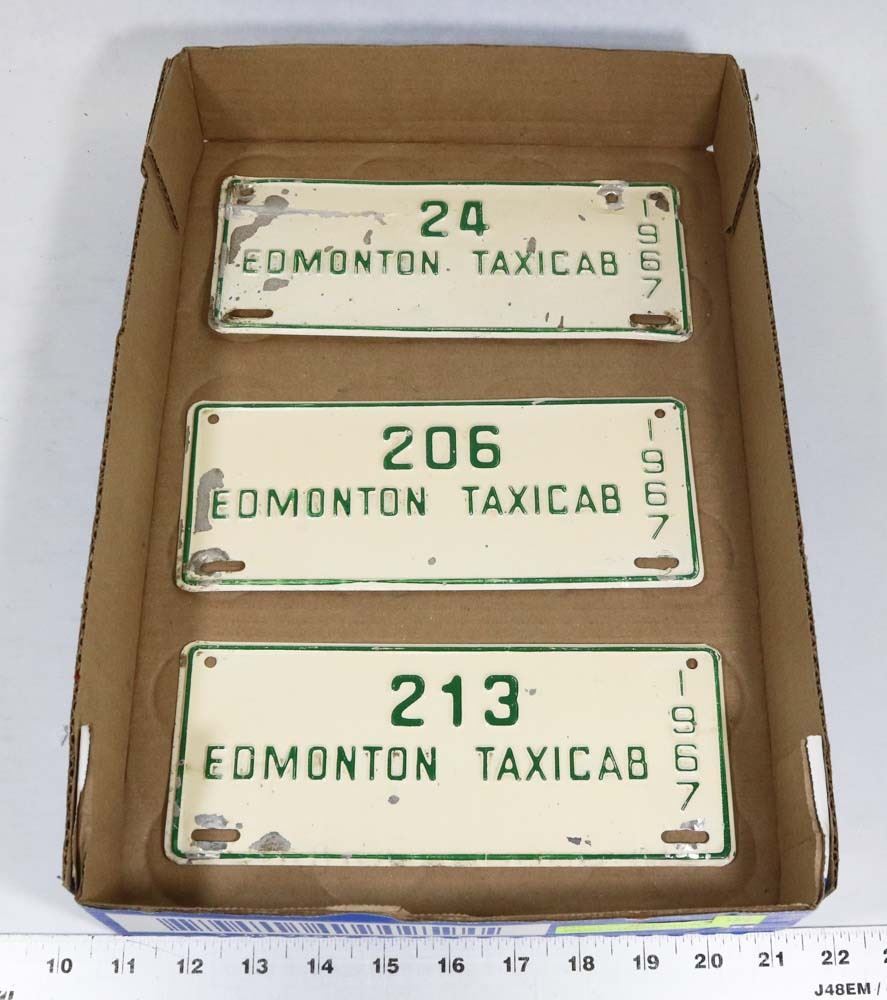 24
EDMONTON TAXICAB
1967
206
EDMONTON TAXICAB
1967
213
EDMONTON TAXICAB
1967
10 11 12 13 14 15 16 17 18 19 20 21 22
J48EM /